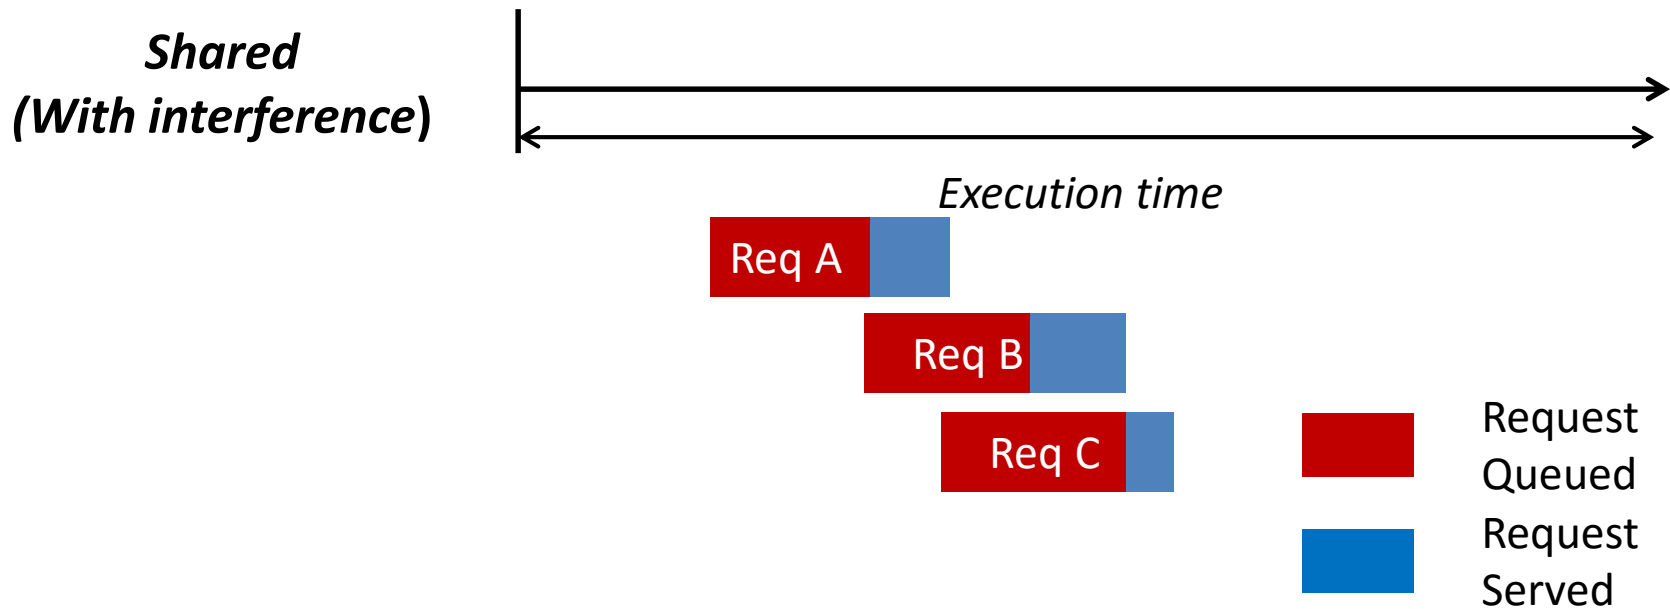 Shared
(With interference)
Execution time
Req A
Req B
Req C
Request
Queued
Request
Served